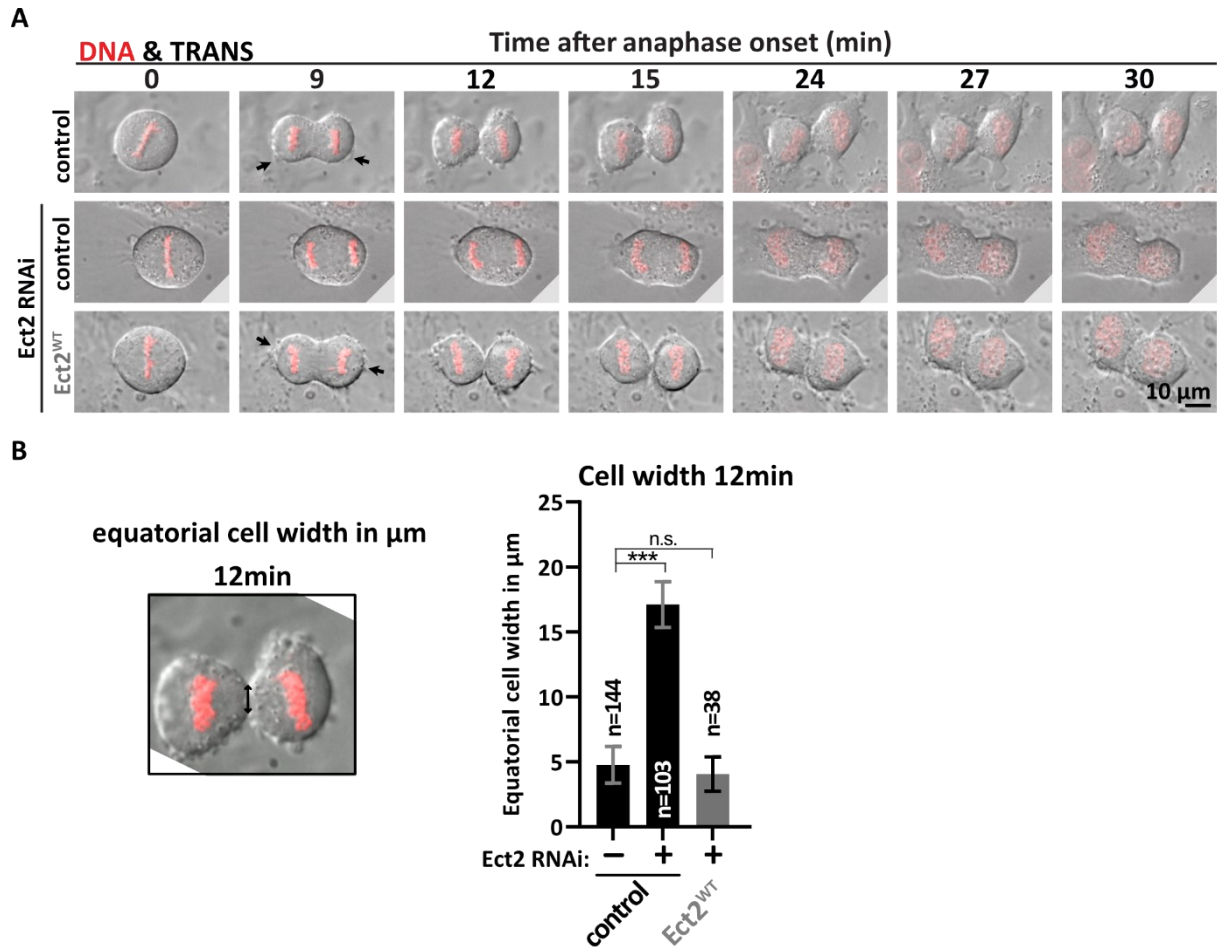 A
DNA & TRANS
Time after anaphase onset (min)
0 9 12 15 24 27 30
control
Ect2 RNAi
control
Ect2WT
10 µm
B
equatorial cell width in µm
12min
Cell width 12min
Equatorial cell width in µm
25
20
15
10
5
0
n.s.
***
n=144
n=103
n=38
Ect2 RNAi: − + +
control
Ect2WT